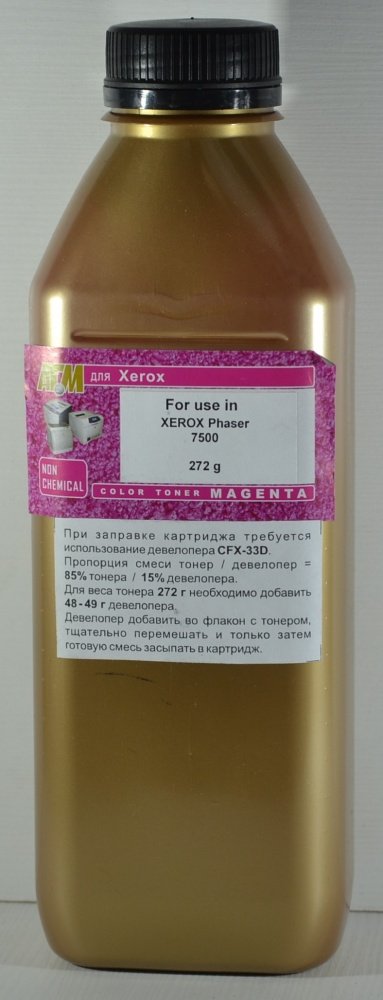 АТМ для Xerox
For use in
XEROX Phaser
7500
272 g
NON
CHEMICAL
COLOR TONER MAGENTA
При заправке картриджа требуется
использование девелопера CFX-33D.
Пропорция смеси тонер / девелопер =
85% тонера / 15% девелопера.
Для веса тонера 272 г необходимо добавить
48-49 г девелопера.
Девелопер добавить во флакон с тонером,
тщательно перемешать и только затем
готовую смесь засыпать в картридж.